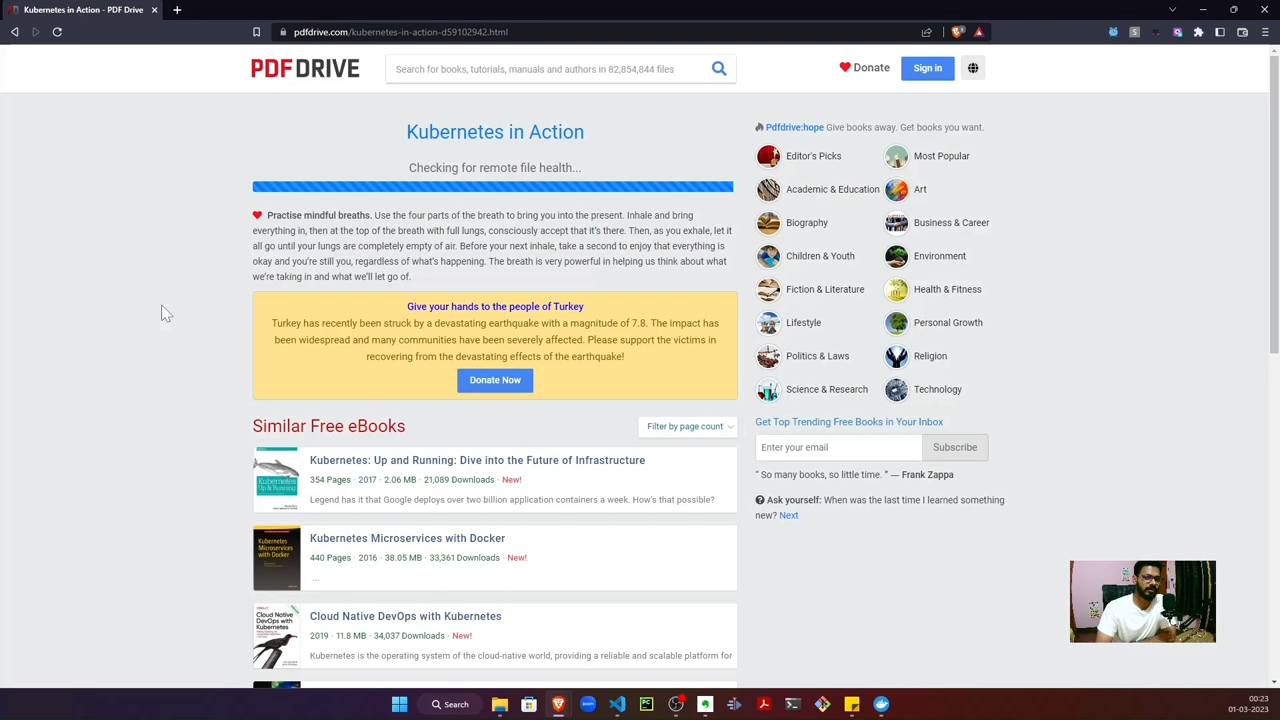 Kubernetes in Action - PDF Drive
pdfdrive.com/kubernetes-in-action-d59102942.html
PDF DRIVE
Search for books, tutorials, manuals and authors in 82,854,844 files
Donate
Sign in
Kubernetes in Action
Checking for remote file health...
Practise mindful breaths. Use the four parts of the breath to bring you into the present. Inhale and bring
everything in, then at the top of the breath with full lungs, consciously accept that it's there. Then, as you exhale, let it
all go until your lungs are completely empty of air. Before your next inhale, take a second to enjoy that everything is
okay and you're still you, regardless of what's happening. The breath is very powerful in helping us think about what
we're taking in and what we'll let go of.
Give your hands to the people of Turkey
Turkey has recently been struck by a devastating earthquake with a magnitude of 7.8. The impact has
been widespread and many communities have been severely affected. Please support the victims in
recovering from the devastating effects of the earthquake!
Donate Now
Similar Free eBooks
Filter by page count
Kubernetes: Up and Running: Dive into the Future of Infrastructure
354 Pages · 2017 · 2.06 MB · 21,089 Downloads · New!
Legend has it that Google deploys over two billion application containers a week. How's that possible?
Kubernetes
Up & Running
Kubernetes Microservices with Docker
440 Pages · 2016 · 38.05 MB · 33,361 Downloads · New!
...
Kubernetes
Microservices
with Docker
Cloud Native DevOps with Kubernetes
2019 · 11.8 MB · 34,037 Downloads · New!
Kubernetes is the operating system of the cloud-native world, providing a reliable and scalable platform for
Cloud Native
DevOps with
Kubernetes
Pdfdrive:hope Give books away. Get books you want.
Editor's Picks
Most Popular
Academic & Education
Art
Biography
Business & Career
Children & Youth
Environment
Fiction & Literature
Health & Fitness
Lifestyle
Personal Growth
Politics & Laws
Religion
Science & Research
Technology
Get Top Trending Free Books in Your Inbox
Enter your email
Subscribe
" So many books, so little time. " — Frank Zappa
Ask yourself: When was the last time I learned something
new? Next
Search
00:23
01-03-2023